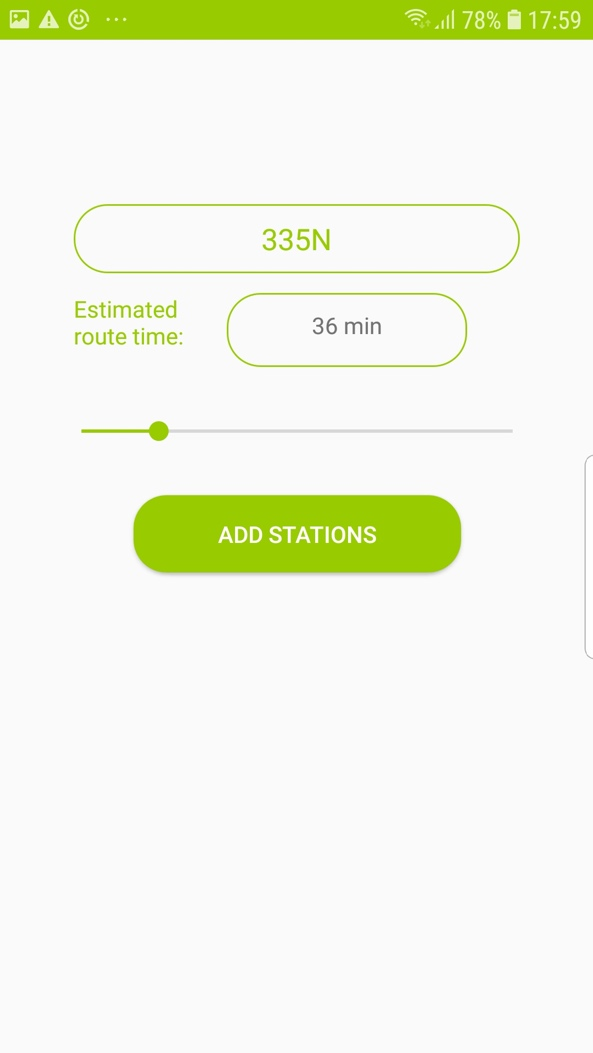 78% 17:59
335N
Estimated
route time:
36 min
ADD STATIONS